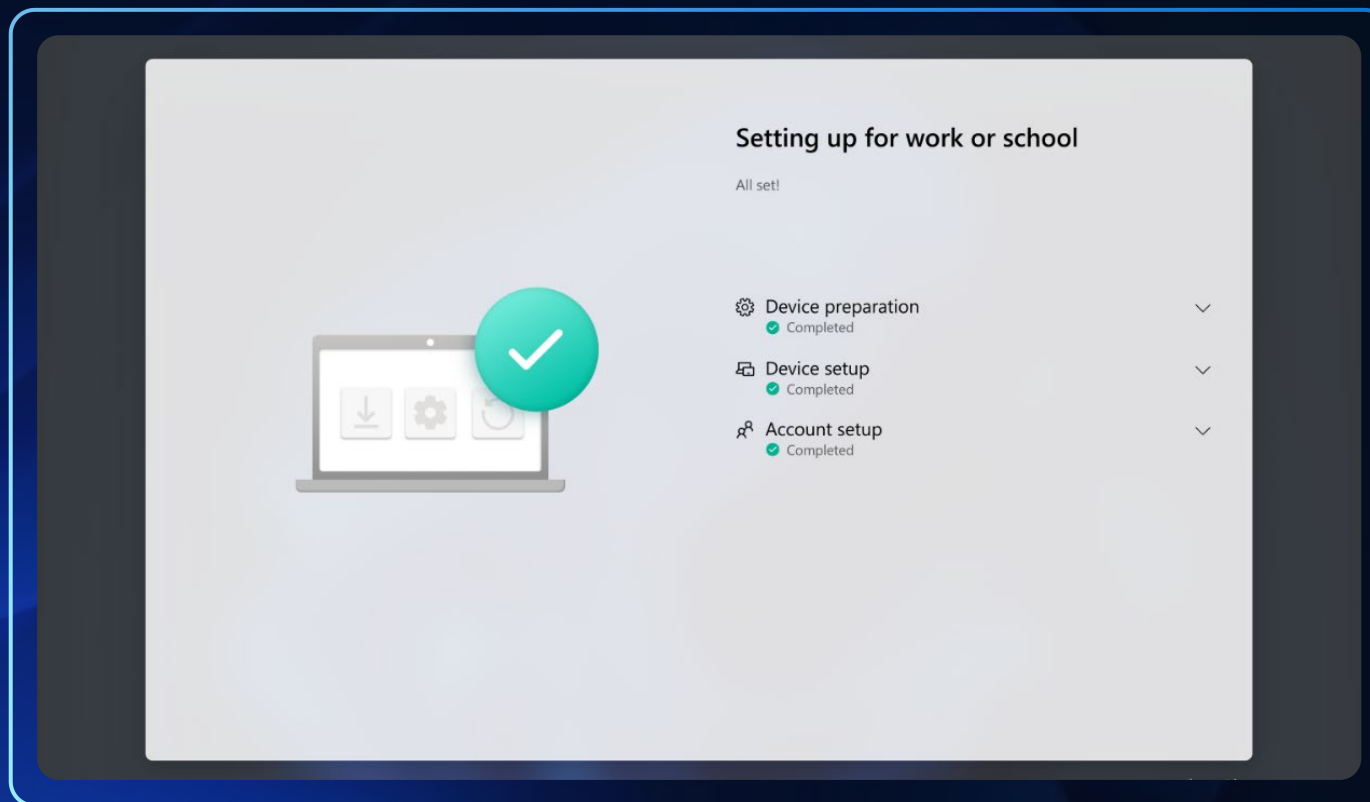 Setting up for work or school
All set!
Device preparation
Completed
Device setup
Completed
Account setup
Completed